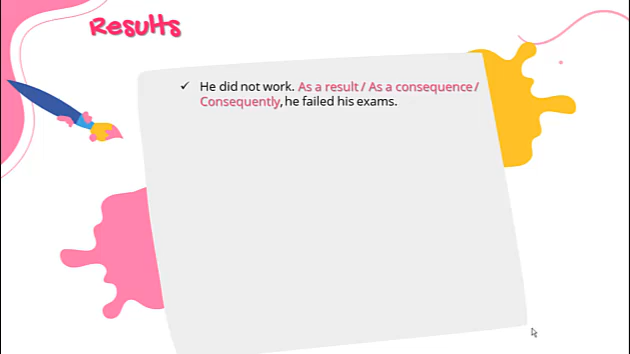 Results
✓ He did not work. As a result / As a consequence /
Consequently, he failed his exams.